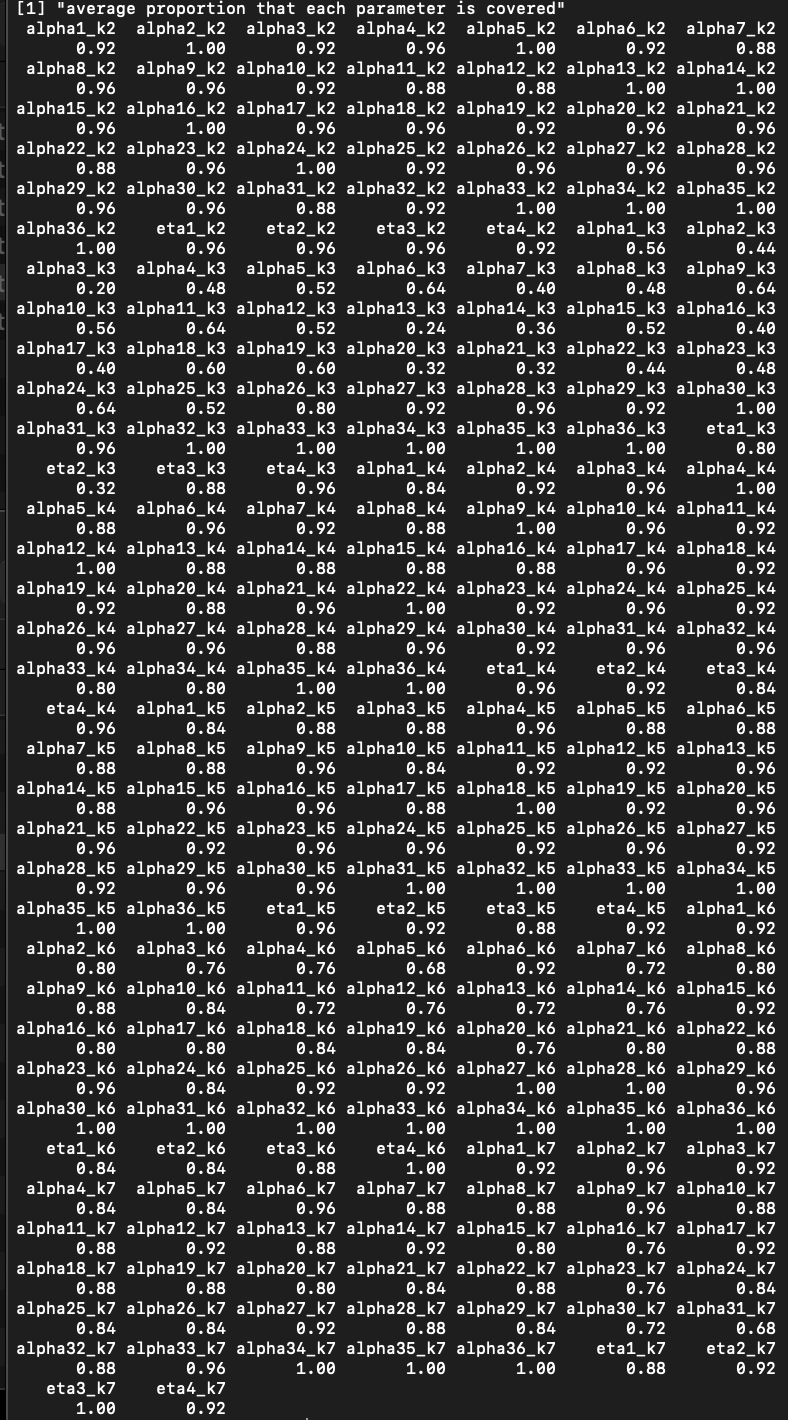 [1] "average proportion that each parameter is covered"
alpha1_k2 alpha2_k2 alpha3_k2 alpha4_k2 alpha5_k2 alpha6_k2 alpha7_k2
0.92 1.00 0.92 0.96 1.00 0.92 0.88
alpha8_k2 alpha9_k2 alpha10_k2 alpha11_k2 alpha12_k2 alpha13_k2 alpha14_k2
0.96 0.96 0.92 0.88 0.88 1.00 1.00
alpha15_k2 alpha16_k2 alpha17_k2 alpha18_k2 alpha19_k2 alpha20_k2 alpha21_k2
0.96 1.00 0.96 0.96 0.92 0.96 0.96
alpha22_k2 alpha23_k2 alpha24_k2 alpha25_k2 alpha26_k2 alpha27_k2 alpha28_k2
0.88 0.96 1.00 0.92 0.96 0.96 0.96
alpha29_k2 alpha30_k2 alpha31_k2 alpha32_k2 alpha33_k2 alpha34_k2 alpha35_k2
0.96 0.96 0.88 0.92 1.00 1.00 1.00
alpha36_k2 eta1_k2 eta2_k2 eta3_k2 eta4_k2 alpha1_k3 alpha2_k3
1.00 0.96 0.96 0.96 0.92 0.56 0.44
alpha3_k3 alpha4_k3 alpha5_k3 alpha6_k3 alpha7_k3 alpha8_k3 alpha9_k3
0.20 0.48 0.52 0.64 0.40 0.48 0.64
alpha10_k3 alpha11_k3 alpha12_k3 alpha13_k3 alpha14_k3 alpha15_k3 alpha16_k3
0.56 0.64 0.52 0.24 0.36 0.52 0.40
alpha17_k3 alpha18_k3 alpha19_k3 alpha20_k3 alpha21_k3 alpha22_k3 alpha23_k3
0.40 0.60 0.60 0.32 0.32 0.44 0.48
alpha24_k3 alpha25_k3 alpha26_k3 alpha27_k3 alpha28_k3 alpha29_k3 alpha30_k3
0.64 0.52 0.80 0.92 0.96 0.92 1.00
alpha31_k3 alpha32_k3 alpha33_k3 alpha34_k3 alpha35_k3 alpha36_k3 eta1_k3
0.96 1.00 1.00 1.00 1.00 1.00 0.80
eta2_k3 eta3_k3 eta4_k3 alpha1_k4 alpha2_k4 alpha3_k4 alpha4_k4
0.32 0.88 0.96 0.84 0.92 0.96 1.00
alpha5_k4 alpha6_k4 alpha7_k4 alpha8_k4 alpha9_k4 alpha10_k4 alpha11_k4
0.88 0.96 0.92 0.88 1.00 0.96 0.92
alpha12_k4 alpha13_k4 alpha14_k4 alpha15_k4 alpha16_k4 alpha17_k4 alpha18_k4
1.00 0.88 0.88 0.88 0.88 0.96 0.92
alpha19_k4 alpha20_k4 alpha21_k4 alpha22_k4 alpha23_k4 alpha24_k4 alpha25_k4
0.92 0.88 0.96 1.00 0.92 0.96 0.92
alpha26_k4 alpha27_k4 alpha28_k4 alpha29_k4 alpha30_k4 alpha31_k4 alpha32_k4
0.96 0.96 0.88 0.96 0.92 0.96 0.96
alpha33_k4 alpha34_k4 alpha35_k4 alpha36_k4 eta1_k4 eta2_k4 eta3_k4
0.80 0.80 1.00 1.00 0.96 0.92 0.84
eta4_k4 alpha1_k5 alpha2_k5 alpha3_k5 alpha4_k5 alpha5_k5 alpha6_k5
0.96 0.84 0.88 0.88 0.96 0.88 0.88
alpha7_k5 alpha8_k5 alpha9_k5 alpha10_k5 alpha11_k5 alpha12_k5 alpha13_k5
0.88 0.88 0.96 0.84 0.92 0.92 0.96
alpha14_k5 alpha15_k5 alpha16_k5 alpha17_k5 alpha18_k5 alpha19_k5 alpha20_k5
0.88 0.96 0.96 0.88 1.00 0.92 0.96
alpha21_k5 alpha22_k5 alpha23_k5 alpha24_k5 alpha25_k5 alpha26_k5 alpha27_k5
0.96 0.92 0.96 0.96 0.92 0.96 0.92
alpha28_k5 alpha29_k5 alpha30_k5 alpha31_k5 alpha32_k5 alpha33_k5 alpha34_k5
0.92 0.96 0.96 1.00 1.00 1.00 1.00
alpha35_k5 alpha36_k5 eta1_k5 eta2_k5 eta3_k5 eta4_k5 alpha1_k6
1.00 1.00 0.96 0.92 0.88 0.92 0.92
alpha2_k6 alpha3_k6 alpha4_k6 alpha5_k6 alpha6_k6 alpha7_k6 alpha8_k6
0.80 0.76 0.76 0.68 0.92 0.72 0.80
alpha9_k6 alpha10_k6 alpha11_k6 alpha12_k6 alpha13_k6 alpha14_k6 alpha15_k6
0.88 0.84 0.72 0.76 0.72 0.76 0.92
alpha16_k6 alpha17_k6 alpha18_k6 alpha19_k6 alpha20_k6 alpha21_k6 alpha22_k6
0.80 0.80 0.84 0.84 0.76 0.80 0.88
alpha23_k6 alpha24_k6 alpha25_k6 alpha26_k6 alpha27_k6 alpha28_k6 alpha29_k6
0.96 0.84 0.92 0.92 1.00 1.00 0.96
alpha30_k6 alpha31_k6 alpha32_k6 alpha33_k6 alpha34_k6 alpha35_k6 alpha36_k6
1.00 1.00 1.00 1.00 1.00 1.00 1.00
eta1_k6 eta2_k6 eta3_k6 eta4_k6 alpha1_k7 alpha2_k7 alpha3_k7
0.84 0.84 0.88 1.00 0.92 0.96 0.92
alpha4_k7 alpha5_k7 alpha6_k7 alpha7_k7 alpha8_k7 alpha9_k7 alpha10_k7
0.84 0.84 0.96 0.88 0.88 0.96 0.88
alpha11_k7 alpha12_k7 alpha13_k7 alpha14_k7 alpha15_k7 alpha16_k7 alpha17_k7
0.88 0.92 0.88 0.92 0.80 0.76 0.92
alpha18_k7 alpha19_k7 alpha20_k7 alpha21_k7 alpha22_k7 alpha23_k7 alpha24_k7
0.88 0.88 0.80 0.84 0.88 0.76 0.84
alpha25_k7 alpha26_k7 alpha27_k7 alpha28_k7 alpha29_k7 alpha30_k7 alpha31_k7
0.84 0.84 0.92 0.88 0.84 0.72 0.68
alpha32_k7 alpha33_k7 alpha34_k7 alpha35_k7 alpha36_k7 eta1_k7 eta2_k7
0.88 0.96 1.00 1.00 1.00 0.88 0.92
eta3_k7 eta4_k7
1.00 0.92